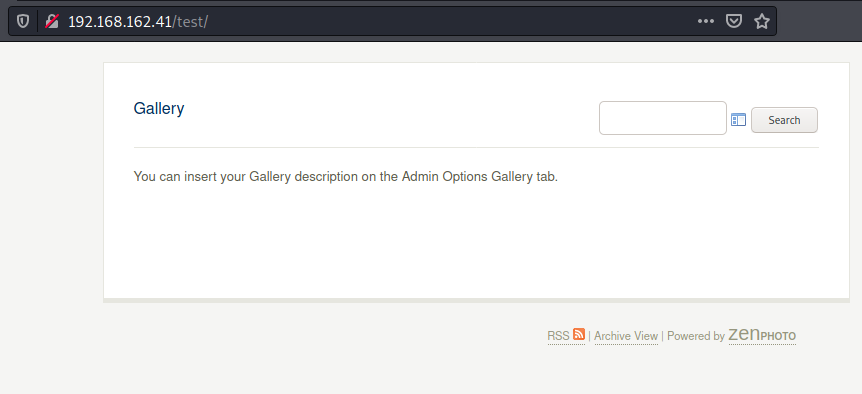 192.168.162.41/test/
Gallery
Search
You can insert your Gallery description on the Admin Options Gallery tab.
RSS | Archive View | Powered by zenPHOTO